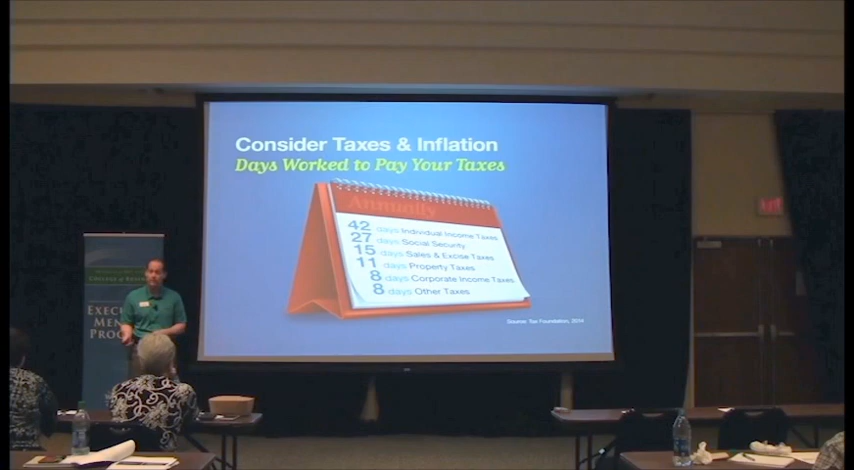 Consider Taxes & Inflation
Days Worked to Pay Your Taxes
Annuity
42 days Individual Income Taxes
27 days Social Security
15 days Sales & Excise Taxes
11 days Property Taxes
8 days Corporate Income Taxes
8 days Other Taxes
Source: Tax Foundation, 2014